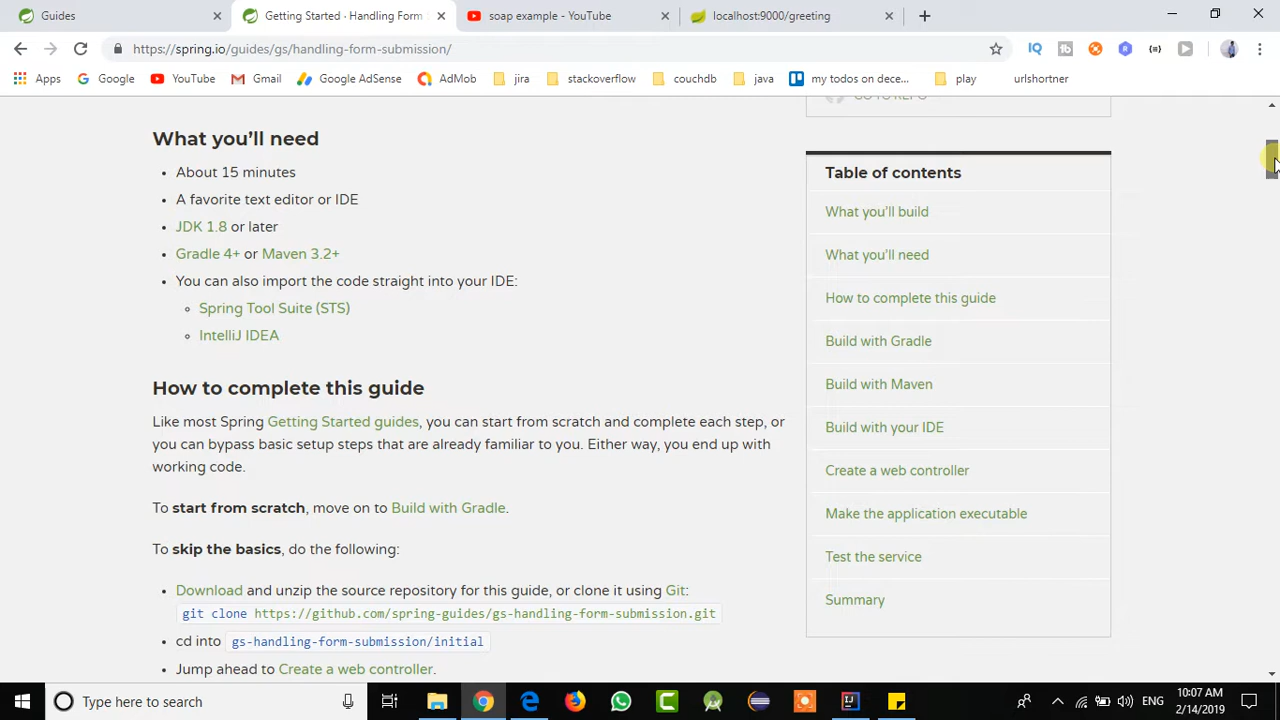 Guides
Getting Started · Handling Form
soap example - YouTube
localhost:9000/greeting
https://spring.io/guides/gs/handling-form-submission/
Apps
Google
YouTube
Gmail
Google AdSense
AdMob
jira
stackoverflow
couchdb
java
my todos on dece...
play
urlshortner
GO TO REPO
What you'll need
• About 15 minutes
• A favorite text editor or IDE
• JDK 1.8 or later
• Gradle 4+ or Maven 3.2+
• You can also import the code straight into your IDE:
◦ Spring Tool Suite (STS)
◦ IntelliJ IDEA
How to complete this guide
Like most Spring Getting Started guides, you can start from scratch and complete each step, or
you can bypass basic setup steps that are already familiar to you. Either way, you end up with
working code.
To start from scratch, move on to Build with Gradle.
To skip the basics, do the following:
• Download and unzip the source repository for this guide, or clone it using Git:
git clone https://github.com/spring-guides/gs-handling-form-submission.git
• cd into gs-handling-form-submission/initial
• Jump ahead to Create a web controller.
Table of contents
What you'll build
What you'll need
How to complete this guide
Build with Gradle
Build with Maven
Build with your IDE
Create a web controller
Make the application executable
Test the service
Summary
Type here to search
ENG
10:07 AM
2/14/2019